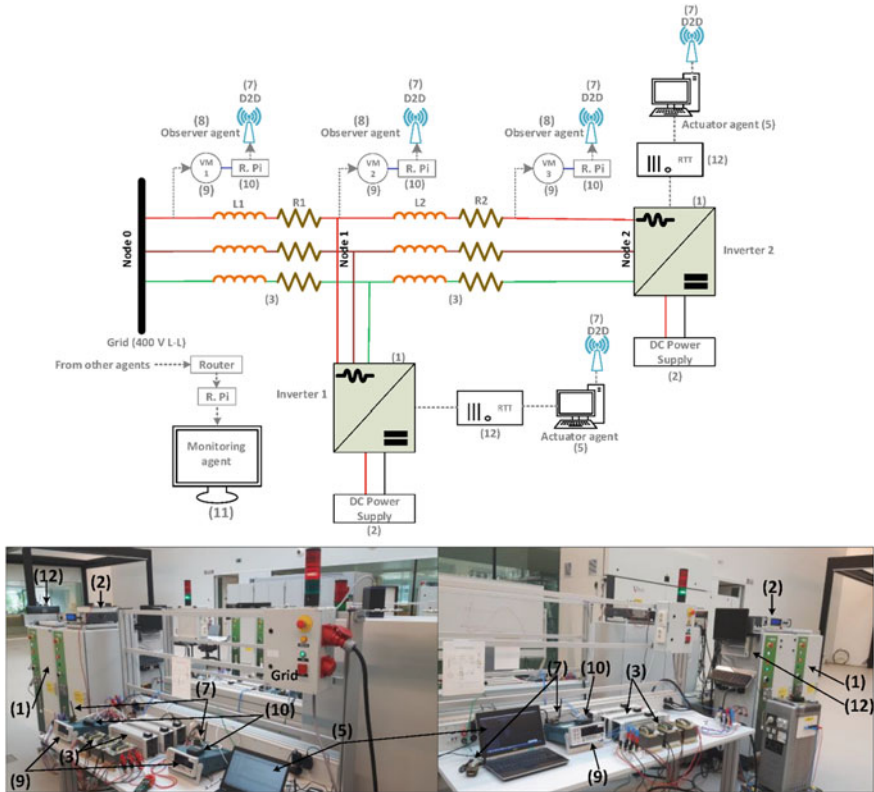 (7)
D2D
(7)
D2D
(7)
D2D
(7)
D2D
(8)
Observer agent
(8)
Observer agent
(8)
Observer agent
Actuator agent (5)
VM
1
R. Pi
VM
2
R. Pi
VM
3
R. Pi
RTT
(12)
(9)
(10)
(9)
(10)
(9)
(10)
L1
R1
L2
R2
(1)
Node 0
Node 1
Node 2
Inverter 2
(3)
(3)
Grid (400 V L-L)
(7)
D2D
DC Power
Supply
(2)
From other agents
Router
(1)
R. Pi
Inverter 1
RTT
(12)
Actuator agent
(5)
Monitoring
agent
(11)
DC Power
Supply
(2)
(12)
(2)
(2)
Grid
(1)
(7)
(10)
(3)
(9)
(5)
(7)
(10)
(3)
(1)
(12)
(9)